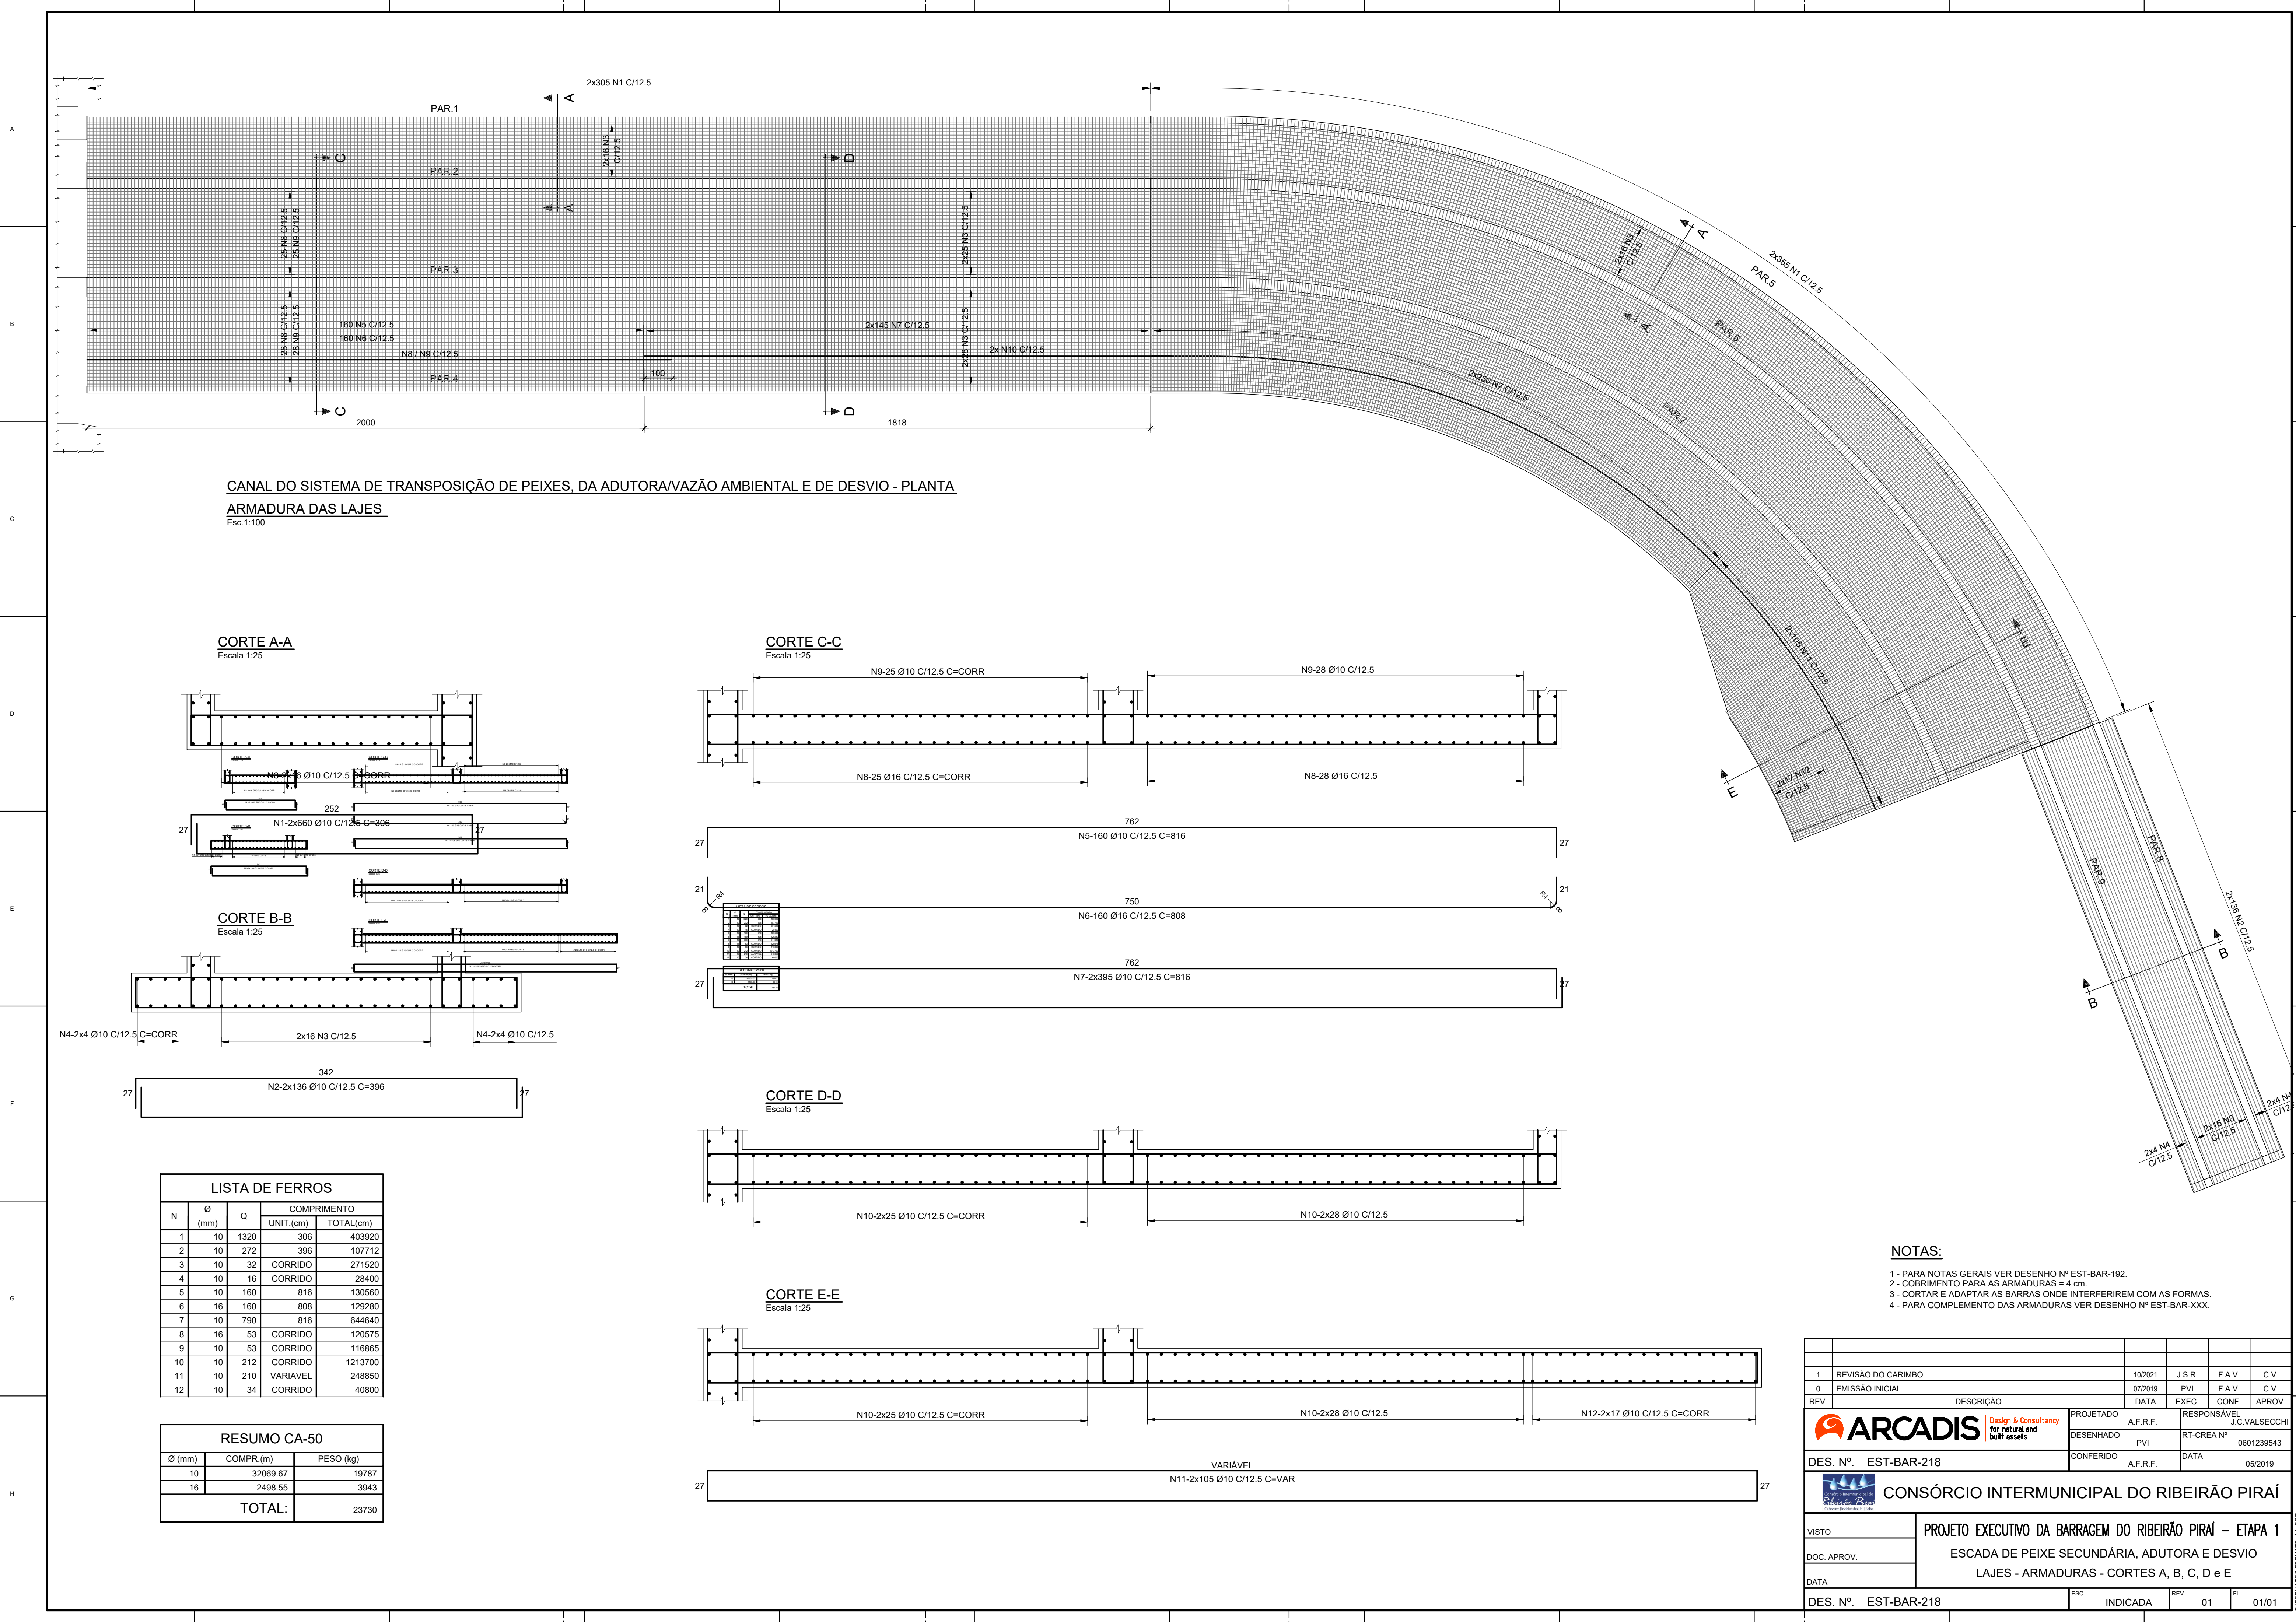 2x305 N1 C/12.5
A
PAR.1
2x16 N3
C/12.5
C
D
PAR.2
A
25 N8 C/12.5
25 N9 C/12.5
2x25 N3 C/12.5
PAR.3
28 N8 C/12.5
28 N9 C/12.5
2x28 N3 C/12.5
160 N5 C/12.5
160 N6 C/12.5
2x145 N7 C/12.5
N8 / N9 C/12.5
2x N10 C/12.5
100
PAR.4
C
D
2000
1818
2x16 N3
C/12.5
A
2x355 N1 C/12.5
PAR.5
A
PAR.6
2x250 N7 C/12.5
PAR.7
2x105 N11 C/12.5
E
2x17 N12
C/12.5
E
PAR.8
PAR.9
2x136 N2 C/12.5
B
B
2x4 N4
C/12.5
2x16 N3
C/12.5
2x4 N4
CANAL DO SISTEMA DE TRANSPOSIÇÃO DE PEIXES, DA ADUTORA/VAZÃO AMBIENTAL E DE DESVIO - PLANTA
ARMADURA DAS LAJES
Esc.1:100
CORTE A-A
Escala 1:25
N3-2x16 Ø10 C/12.5 C=CORR
252
27
N1-2x660 Ø10 C/12.5 C=306
27
CORTE B-B
Escala 1:25
N4-2x4 Ø10 C/12.5 C=CORR
2x16 N3 C/12.5
N4-2x4 Ø10 C/12.5
342
27
N2-2x136 Ø10 C/12.5 C=396
27
CORTE C-C
Escala 1:25
N9-25 Ø10 C/12.5 C=CORR
N9-28 Ø10 C/12.5
N8-25 Ø16 C/12.5 C=CORR
N8-28 Ø16 C/12.5
762
27
N5-160 Ø10 C/12.5 C=816
27
21
R4
8
750
N6-160 Ø16 C/12.5 C=808
R4
8
21
762
27
N7-2x395 Ø10 C/12.5 C=816
27
CORTE D-D
Escala 1:25
N10-2x25 Ø10 C/12.5 C=CORR
N10-2x28 Ø10 C/12.5
CORTE E-E
Escala 1:25
N10-2x25 Ø10 C/12.5 C=CORR
N10-2x28 Ø10 C/12.5
N12-2x17 Ø10 C/12.5 C=CORR
VARIÁVEL
27
N11-2x105 Ø10 C/12.5 C=VAR
27
LISTA DE FERROS
N Ø (mm) Q COMPRIMENTO
UNIT.(cm) TOTAL(cm)
1 10 1320 306 403920
2 10 272 396 107712
3 10 32 CORRIDO 271520
4 10 16 CORRIDO 28400
5 10 160 816 130560
6 16 160 808 129280
7 10 790 816 644640
8 16 53 CORRIDO 120575
9 10 53 CORRIDO 116865
10 10 212 CORRIDO 1213700
11 10 210 VARIAVEL 248850
12 10 34 CORRIDO 40800
RESUMO CA-50
Ø (mm) COMPR.(m) PESO (kg)
10 32069.67 19787
16 2498.55 3943
TOTAL: 23730
NOTAS:
1 - PARA NOTAS GERAIS VER DESENHO Nº EST-BAR-192.
2 - COBRIMENTO PARA AS ARMADURAS = 4 cm.
3 - CORTAR E ADAPTAR AS BARRAS ONDE INTERFERIREM COM AS FORMAS.
4 - PARA COMPLEMENTO DAS ARMADURAS VER DESENHO Nº EST-BAR-XXX.
1 REVISÃO DO CARIMBO 10/2021 J.S.R. F.A.V. C.V.
0 EMISSÃO INICIAL 07/2019 PVI F.A.V. C.V.
REV. DESCRIÇÃO DATA EXEC. CONF. APROV.
ARCADIS
Design & Consultancy
for natural and
built assets
PROJETADO A.F.R.F.
RESPONSÁVEL J.C.VALSECCHI
DESENHADO PVI
RT-CREA Nº 0601239543
CONFERIDO A.F.R.F.
DATA 05/2019
DES. Nº. EST-BAR-218
Ribeirão Piraí
CONSÓRCIO INTERMUNICIPAL DO RIBEIRÃO PIRAÍ
VISTO
DOC. APROV.
DATA
PROJETO EXECUTIVO DA BARRAGEM DO RIBEIRÃO PIRAÍ – ETAPA 1
ESCADA DE PEIXE SECUNDÁRIA, ADUTORA E DESVIO
LAJES - ARMADURAS - CORTES A, B, C, D e E
DES. Nº. EST-BAR-218
ESC. INDICADA
REV. 01
FL. 01/01
A
B
C
D
E
F
G
H